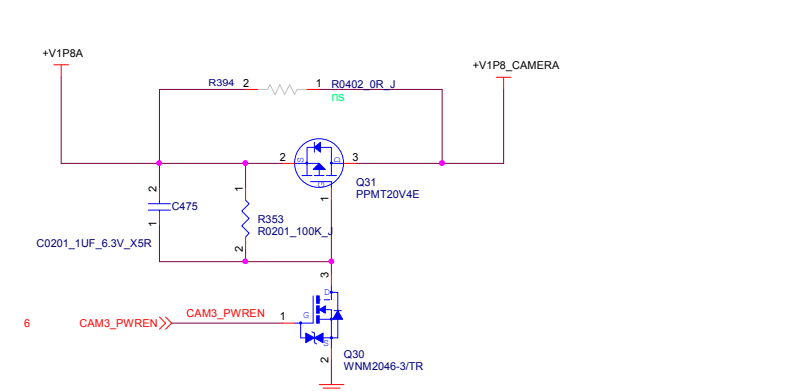 +V1P8A
+V1P8_CAMERA
R394 2 1 R0402_0R_J
ns
2 S D 3
G
Q31
PPMT20V4E
1
2
C475
1
C0201_1UF_6.3V_X5R
1
R353
R0201_100K_J
2
3
D
6 CAM3_PWREN CAM3_PWREN 1 G
S
2
Q30
WNM2046-3/TR